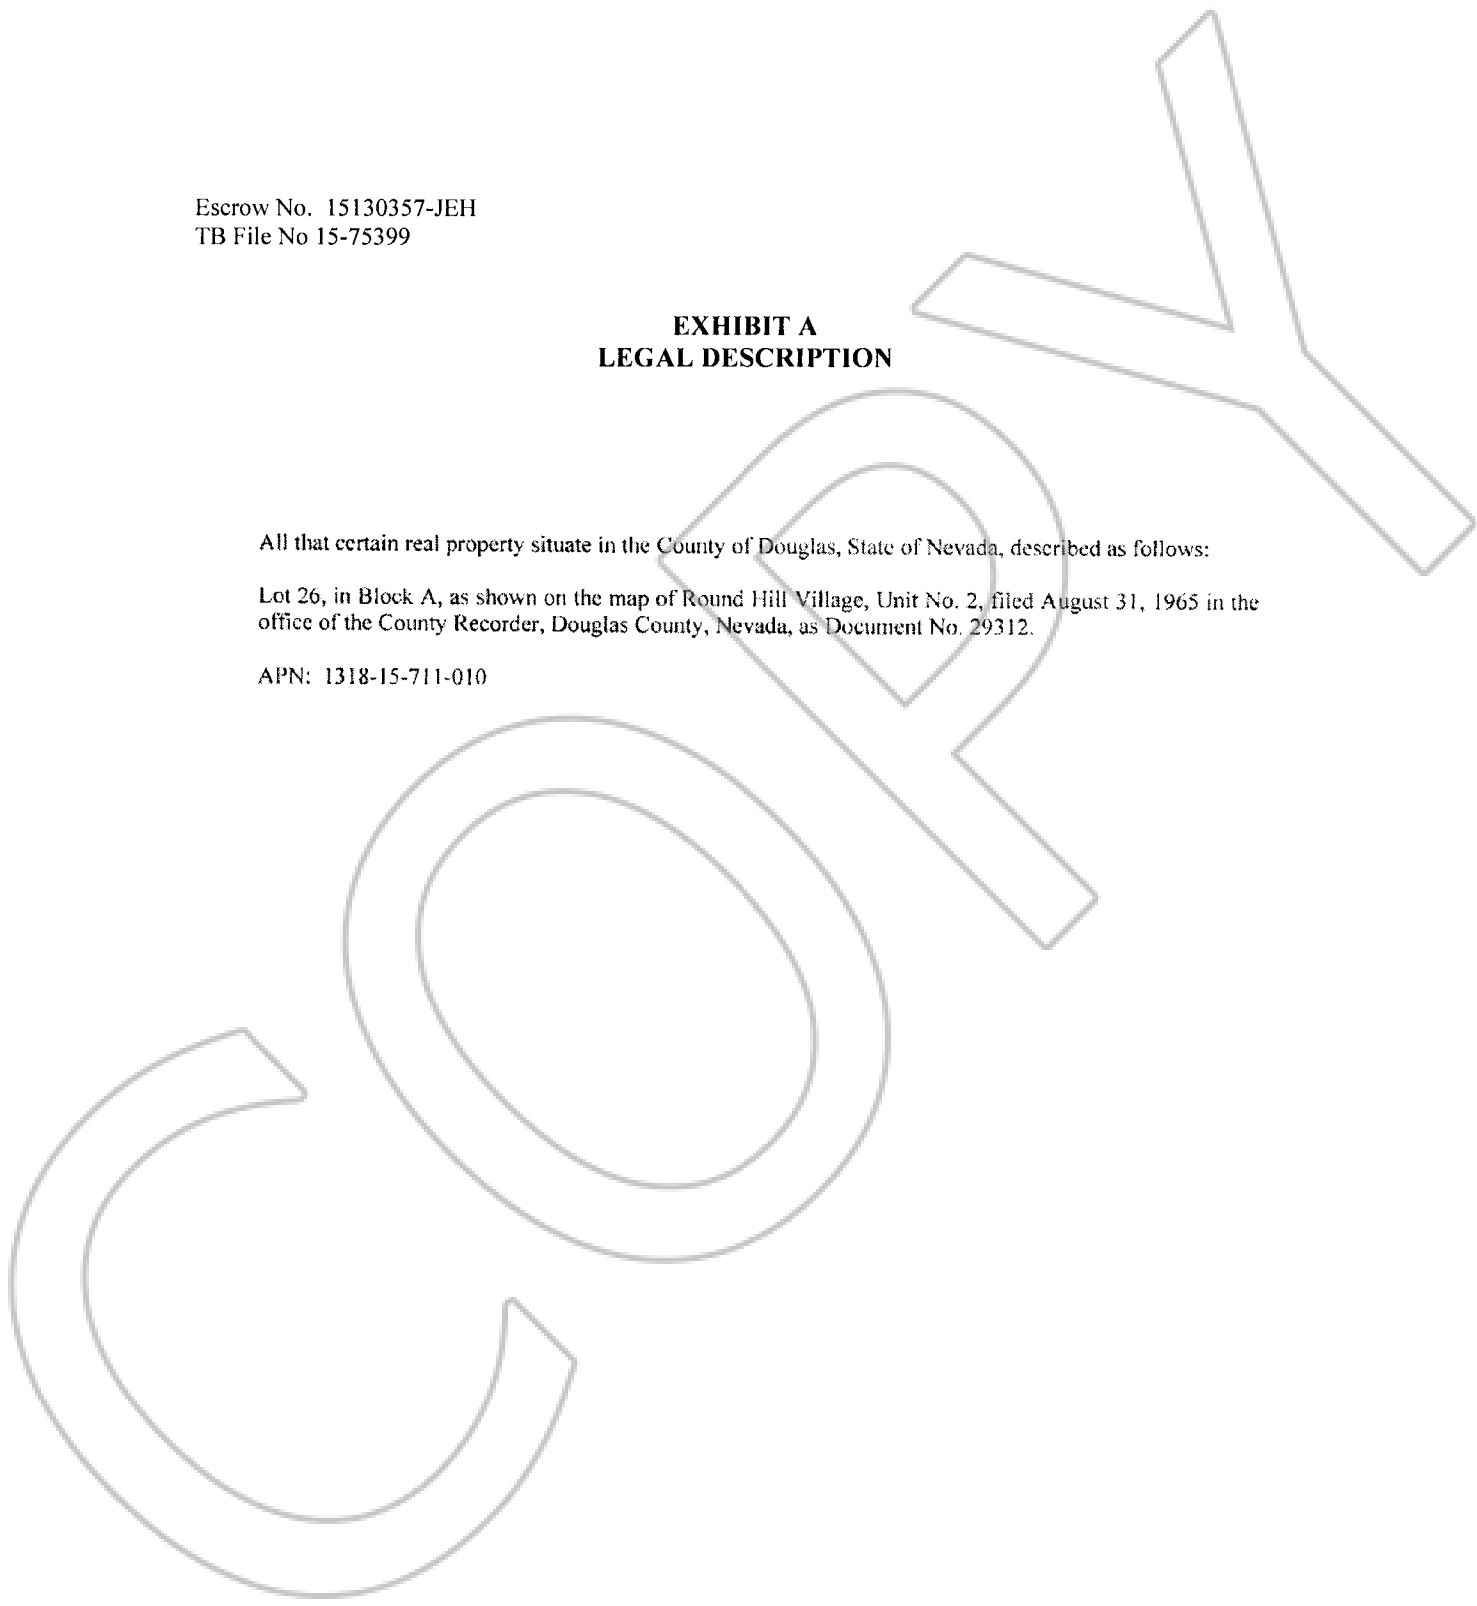 Escrow No. 15130357-JEH
TB File No 15-75399
EXHIBIT A
LEGAL DESCRIPTION
All that certain real property situate in the County of Douglas, State of Nevada, described as follows:
Lot 26, in Block A, as shown on the map of Round Hill Village, Unit No. 2, filed August 31, 1965 in the
office of the County Recorder, Douglas County, Nevada, as Document No. 29312.
APN: 1318-15-711-010
COPY